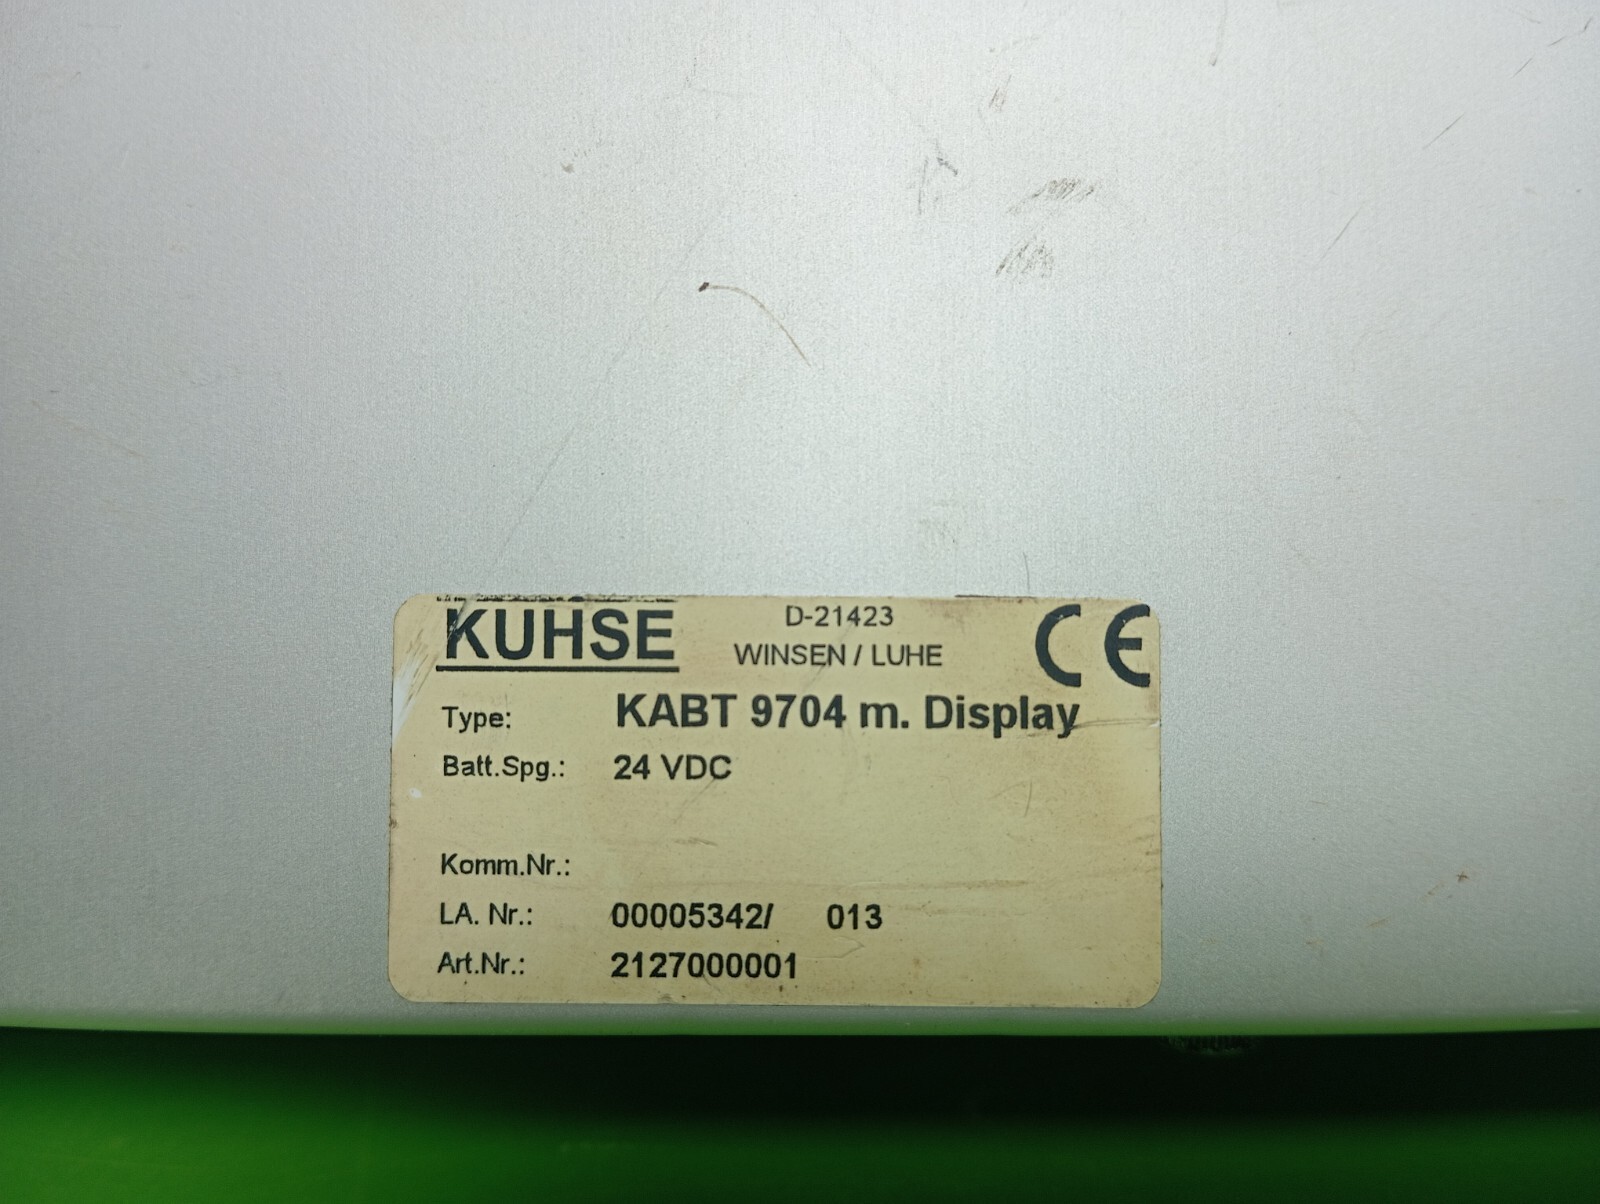 KUHSE
D-21423
WINSEN / LUHE
CE
Type: KABT 9704 m. Display
Batt.Spg.: 24 VDC
Komm.Nr.:
LA. Nr.: 00005342/ 013
Art.Nr.: 2127000001